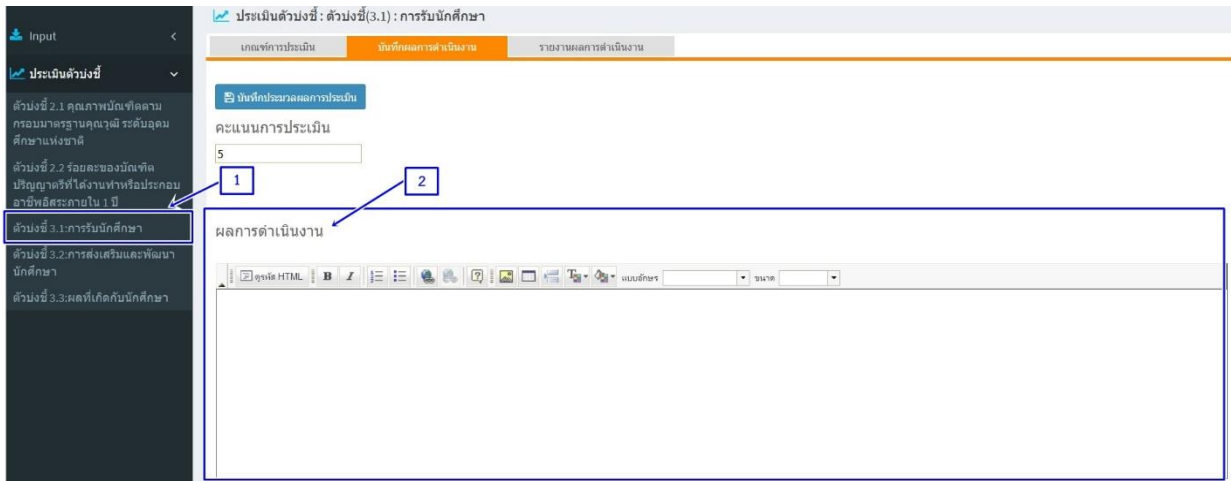 ประเมินตัวบ่งชี้ : ตัวบ่งชี้(3.1) : การรับนักศึกษา
Input
เกณฑ์การประเมิน
บันทึกผลการดำเนินงาน
รายงานผลการดำเนินงาน
ประเมินตัวบ่งชี้
ตัวบ่งชี้ 2.1 คุณภาพบัณฑิตตาม
กรอบมาตรฐานคุณวุฒิ ระดับอุดม
ศึกษาแห่งชาติ
ตัวบ่งชี้ 2.2 ร้อยละของบัณฑิต
ปริญญาตรีที่ได้งานทำหรือประกอบ
อาชีพอิสระภายใน 1 ปี
ตัวบ่งชี้ 3.1:การรับนักศึกษา
ตัวบ่งชี้ 3.2:การส่งเสริมและพัฒนา
นักศึกษา
ตัวบ่งชี้ 3.3:ผลที่เกิดกับนักศึกษา
บันทึกประมวลผลการประเมิน
คะแนนการประเมิน
5
1
2
ผลการดำเนินงาน
ดูรหัส HTML B I แบบอักษร ขนาด